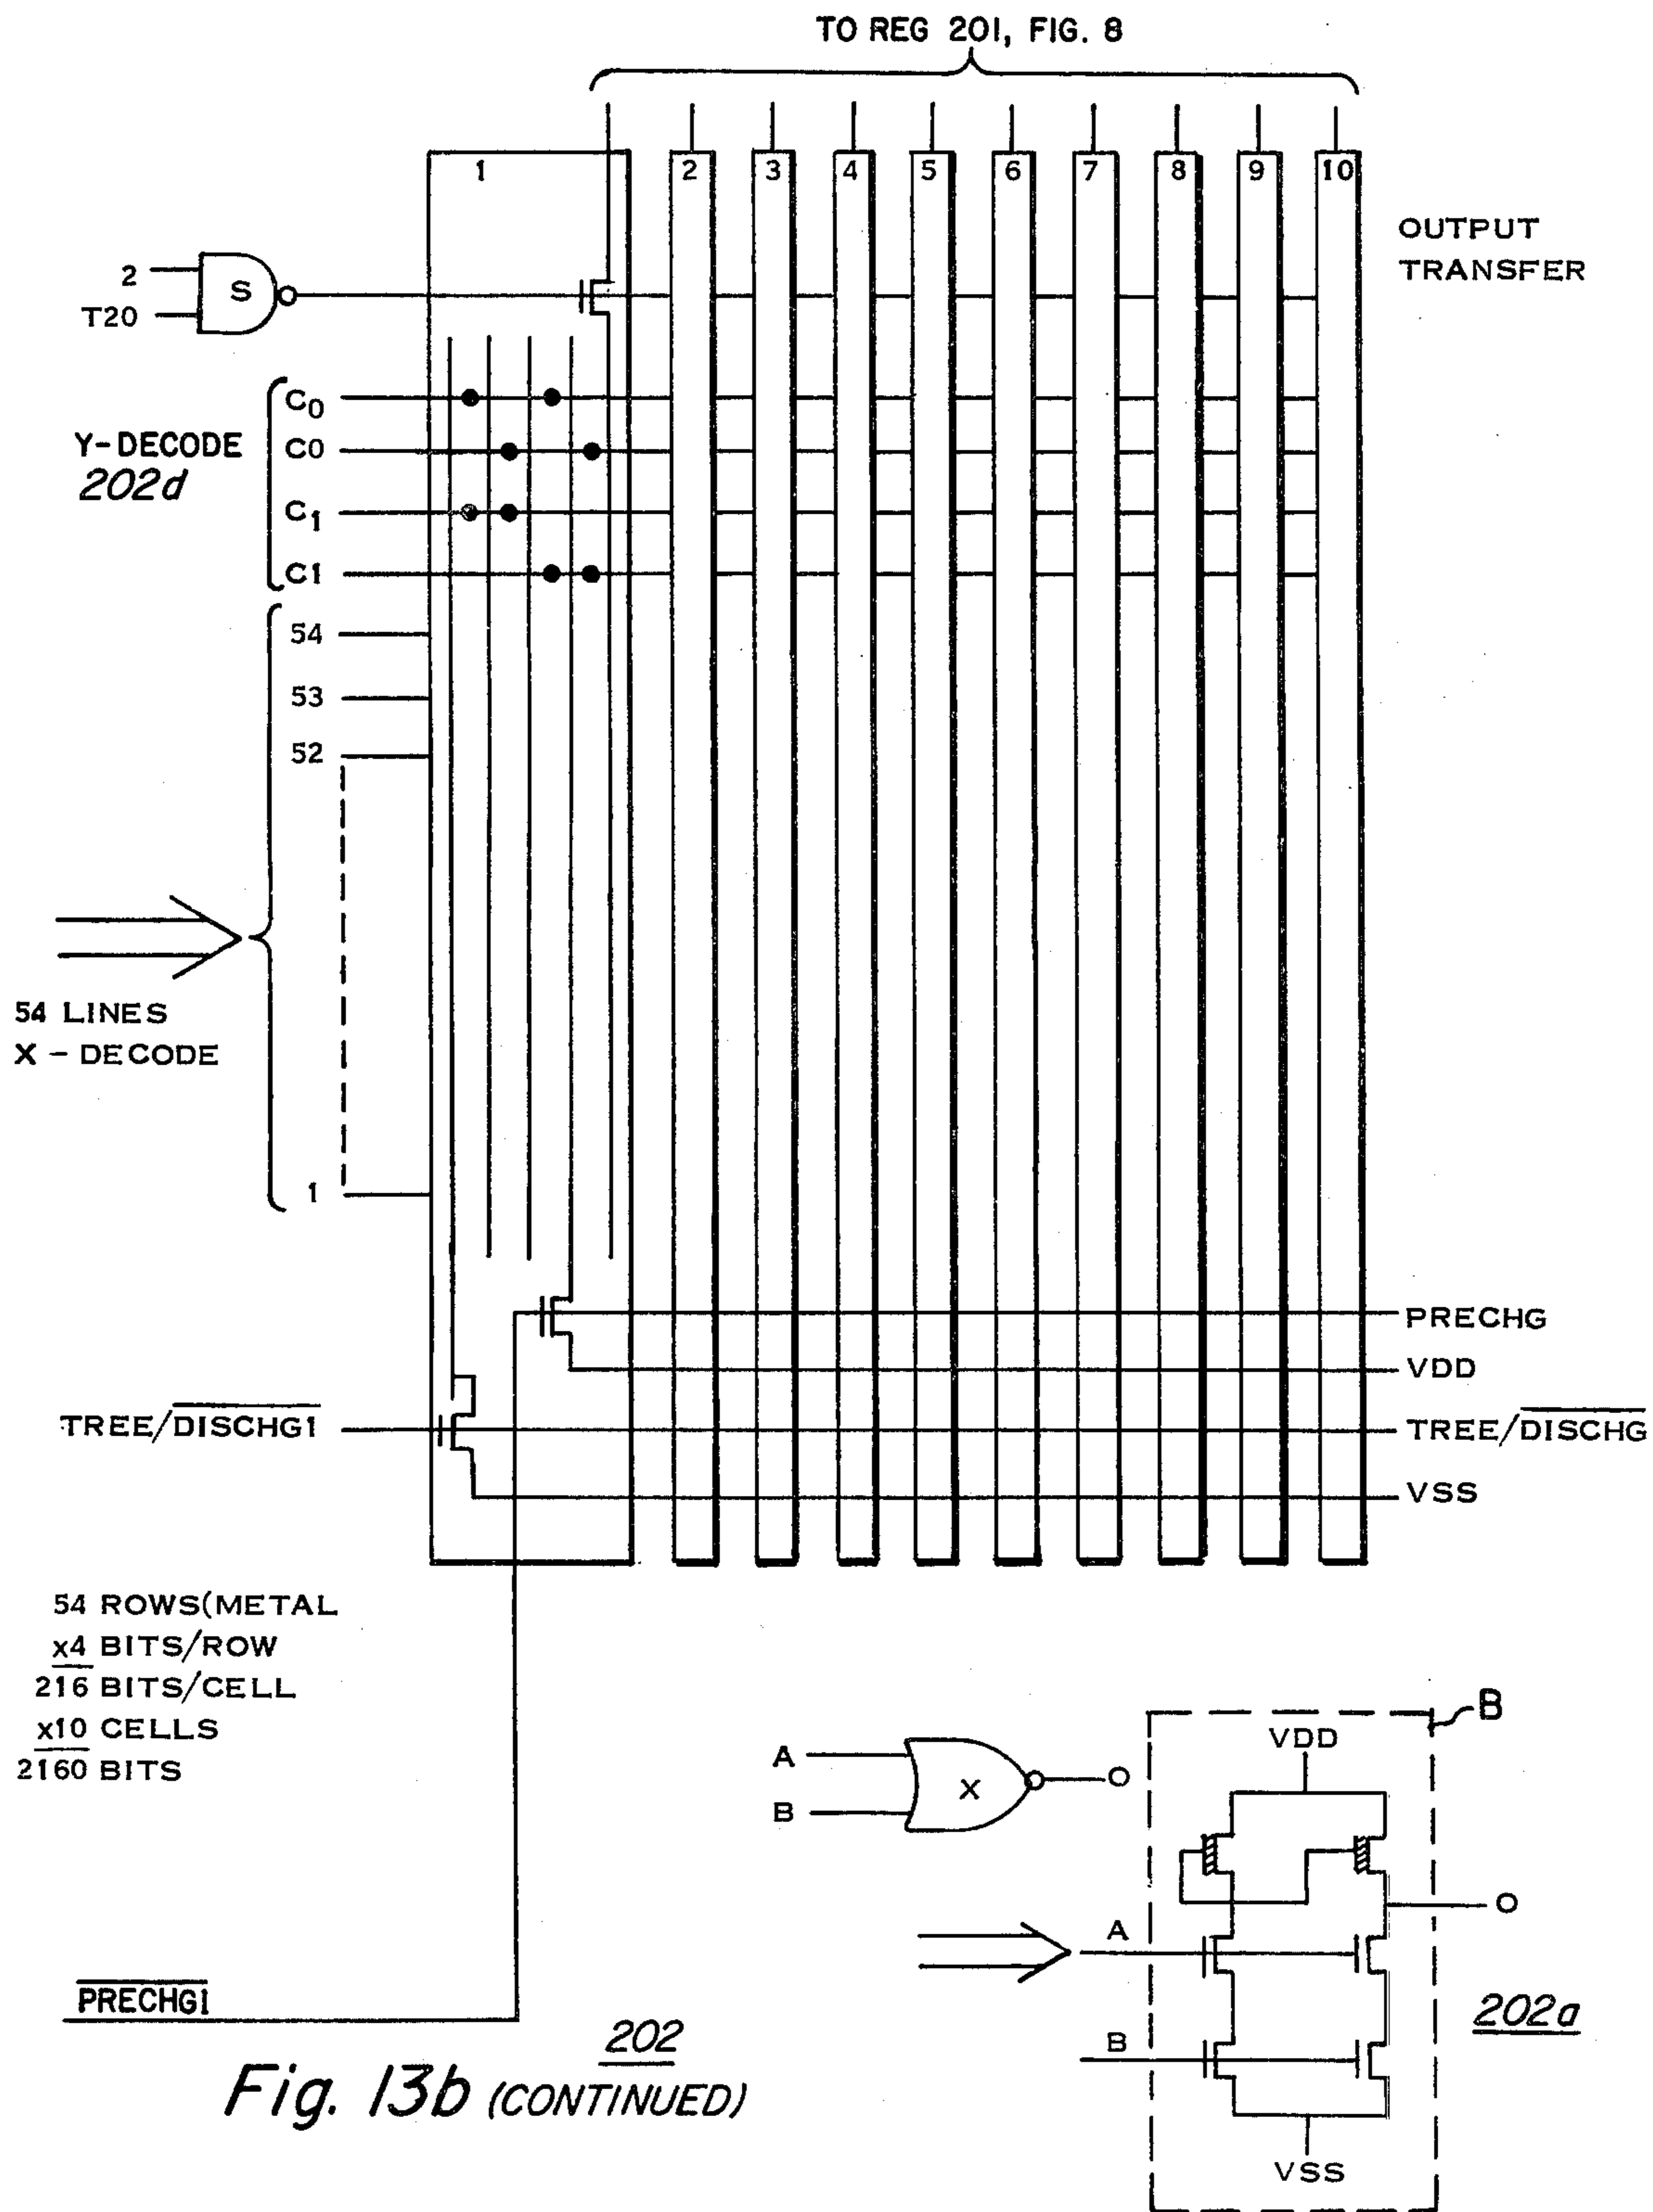 TO REG 201, FIG. 8
1 2 3 4 5 6 7 8 9 10
OUTPUT
TRANSFER
2
T20
S
Y-DECODE
202d
C0
C0
C1
C1
54
53
52
1
54 LINES
X - DECODE
PRECHG
VDD
TREE/DISCHG1
TREE/DISCHG
VSS
54 ROWS(METAL
x4 BITS/ROW
216 BITS/CELL
x10 CELLS
2160 BITS
A
B
X
O
B
VDD
O
A
B
202a
VSS
PRECHG1
202
Fig. 13b (CONTINUED)